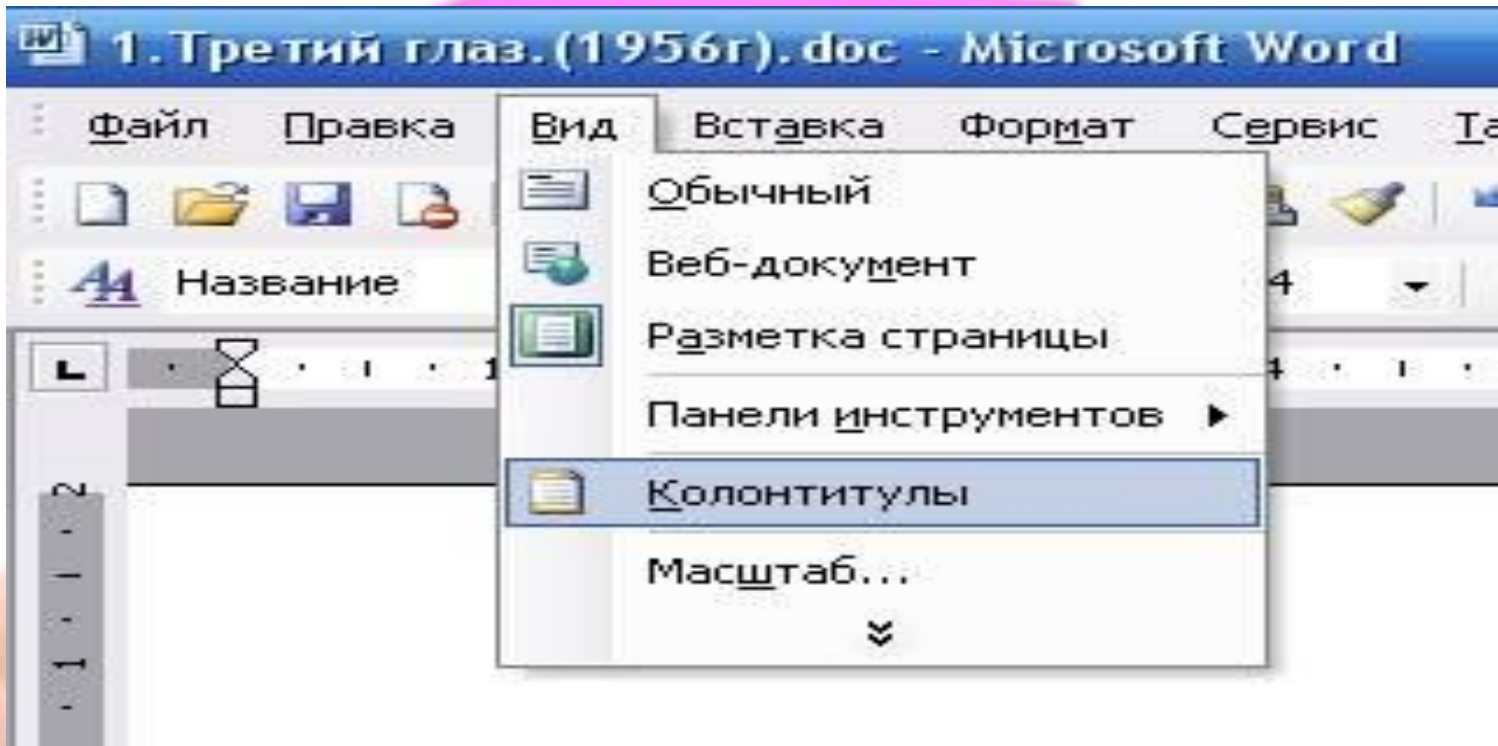 1.Третий глаз.(1956г).doc - Microsoft Word
Файл Правка Вид Вставка Формат Сервис
Обычный
Веб-документ
Название 4
Разметка страницы
Панели инструментов
Колонтитулы
Масштаб...